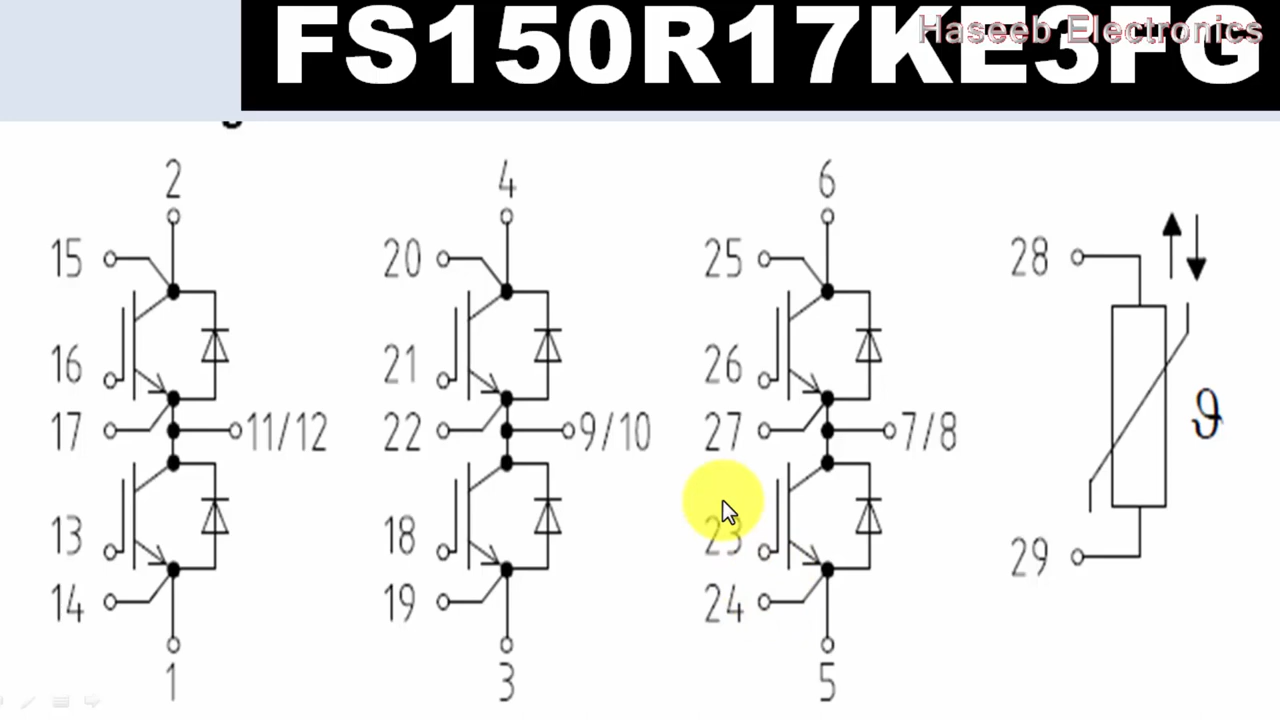 FS150R17KE3FG
Haseeb Electronics
2 4 6
15 20 25 28
16 21 26
17 11/12 22 9/10 27 7/8 ϑ
13 18 23
29
14 19 24
1 3 5